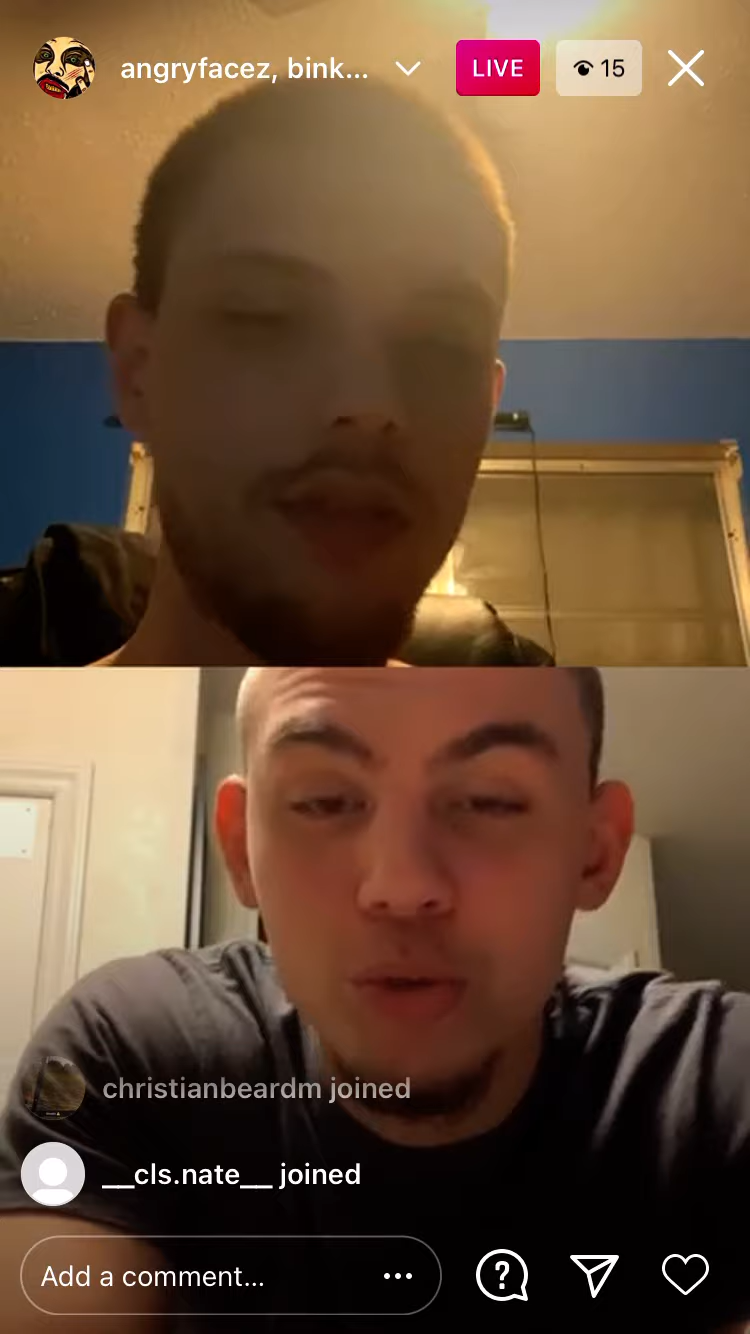 angryfacez, bink...
LIVE
15
christianbeardm joined
__cls.nate__ joined
Add a comment...